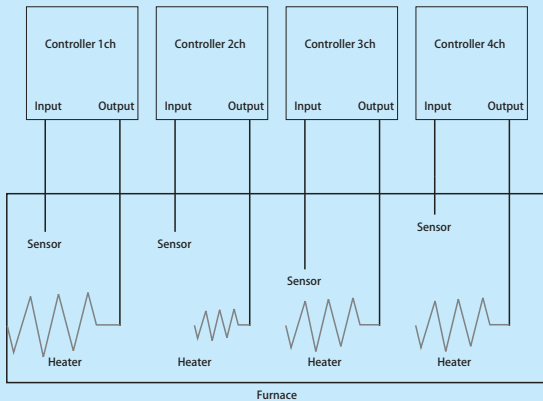 Controller 1ch Controller 2ch Controller 3ch Controller 4ch
Input Output Input Output Input Output Input Output
Sensor Sensor Sensor Sensor
Heater Heater Heater Heater
Furnace